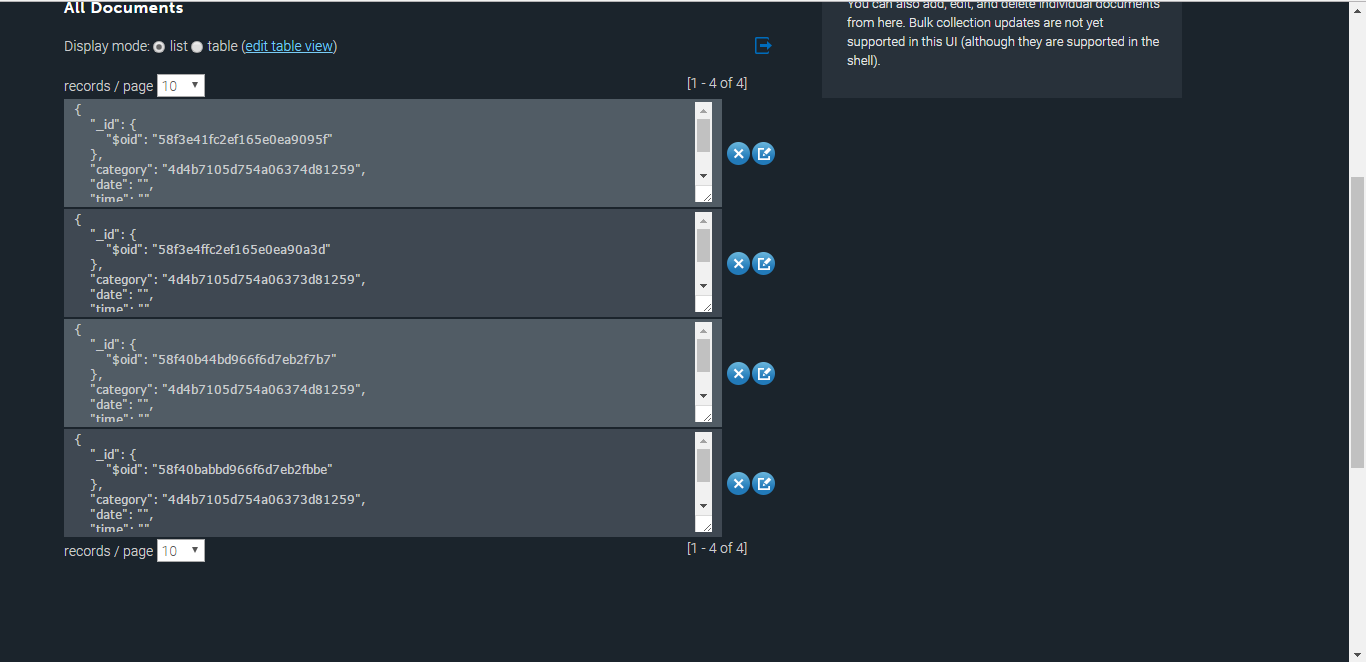 All Documents
You can also add, edit, and delete individual documents
from here. Bulk collection updates are not yet
supported in this UI (although they are supported in the
shell).
Display mode: list table (edit table view)
records / page 10
[1 - 4 of 4]
{
"_id": {
"$oid": "58f3e41fc2ef165e0ea9095f"
},
"category": "4d4b7105d754a06374d81259",
"date": "",
"time": ""
{
"_id": {
"$oid": "58f3e4ffc2ef165e0ea90a3d"
},
"category": "4d4b7105d754a06373d81259",
"date": "",
"time": ""
{
"_id": {
"$oid": "58f40b44bd966f6d7eb2f7b7"
},
"category": "4d4b7105d754a06374d81259",
"date": "",
"time": ""
{
"_id": {
"$oid": "58f40babbd966f6d7eb2fbbe"
},
"category": "4d4b7105d754a06373d81259",
"date": "",
"time": ""
records / page 10
[1 - 4 of 4]